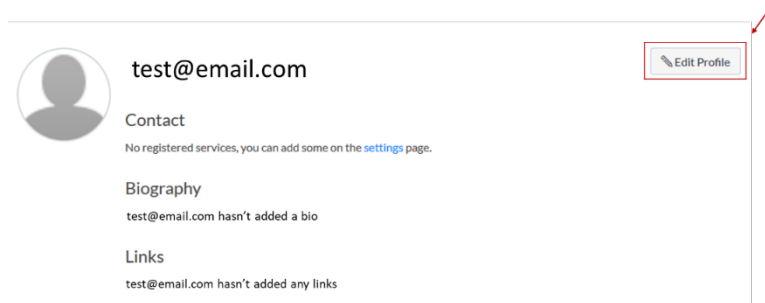 test@email.com
Edit Profile
Contact
No registered services, you can add some on the settings page.
Biography
test@email.com hasn't added a bio
Links
test@email.com hasn't added any links